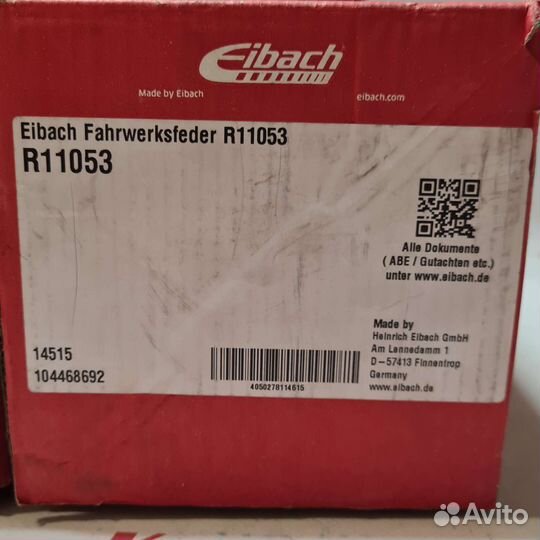 Eibach
Made by Eibach
eibach.com
Eibach Fahrwerksfeder R11053
R11053
Alle Dokumente
( ABE / Gutachten etc.)
unter www.eibach.de
Made by
Heinrich Eibach GmbH
Am Lennedamm 1
D-57413 Finnentrop
Germany
www.eibach.de
14515
104468692
4050278114615
Avito